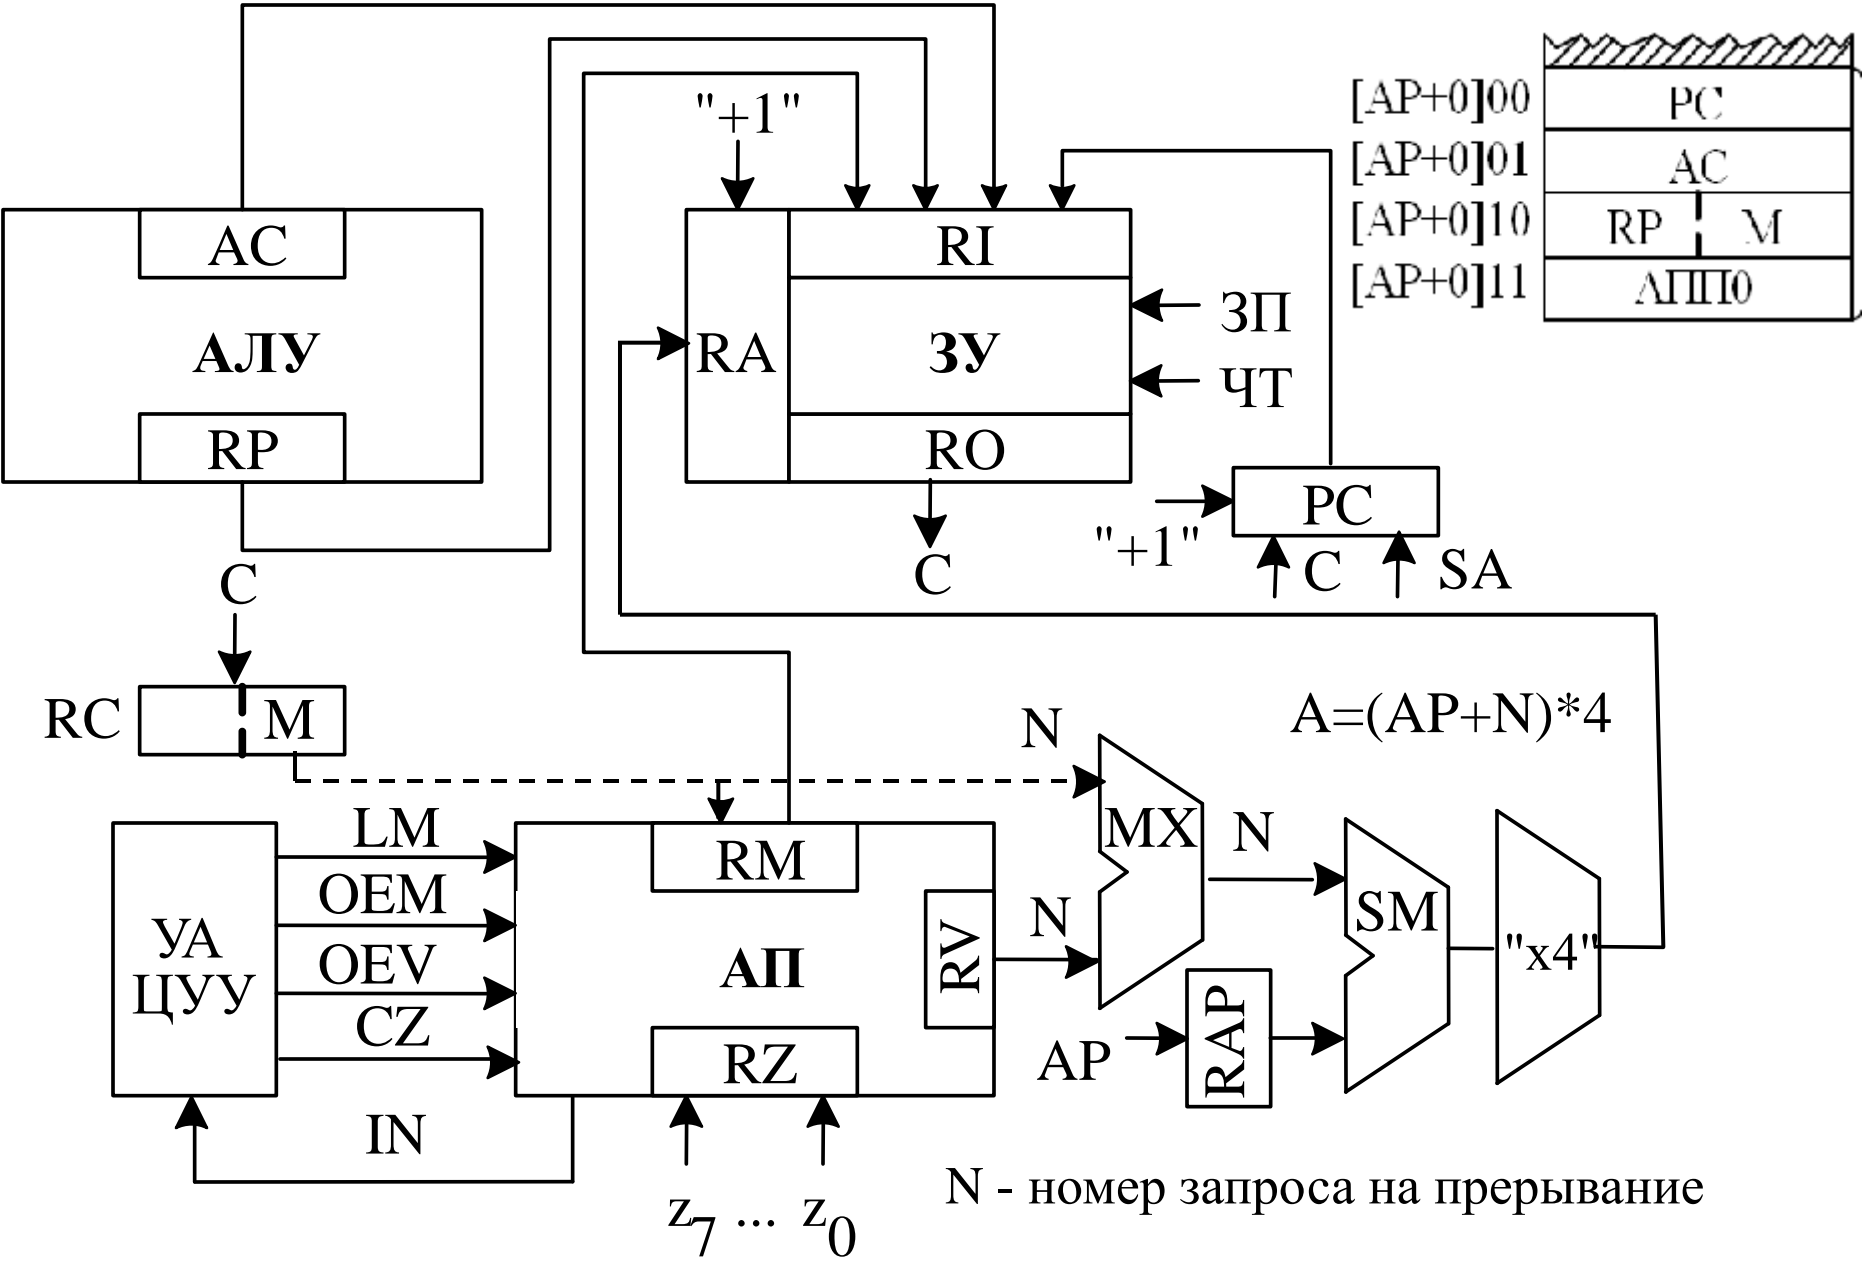 "+1"
[AP+0]00 PC
[AP+0]01 AC
[AP+0]10 RP M
[AP+0]11 АПП0
AC
АЛУ
RP
RI
RA
ЗУ
RO
ЗП
ЧТ
C
PC
"+1"
C
SA
C
RC
M
A=(AP+N)*4
N
MX
N
N
SM
"x4"
AP
RAP
УА
ЦУУ
LM
OEM
OEV
CZ
IN
RM
АП
RV
RZ
z7 ... z0
N - номер запроса на прерывание